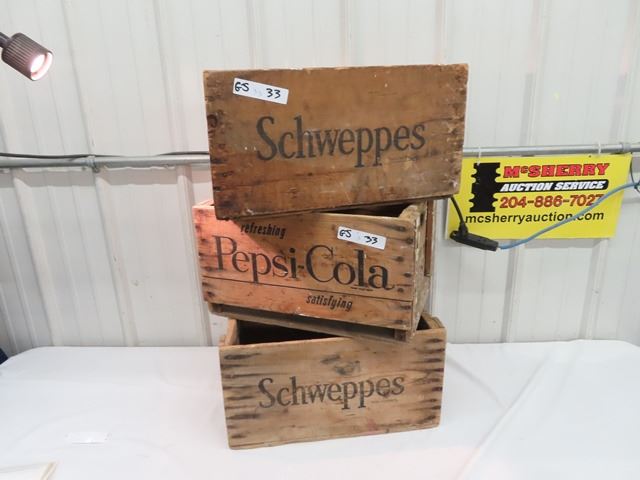 GS 33
Schweppes
refreshing
GS 33
Pepsi-Cola
satisfying
Schweppes
McSHERRY
AUCTION SERVICE
204-886-7027
mcsherryauction.com